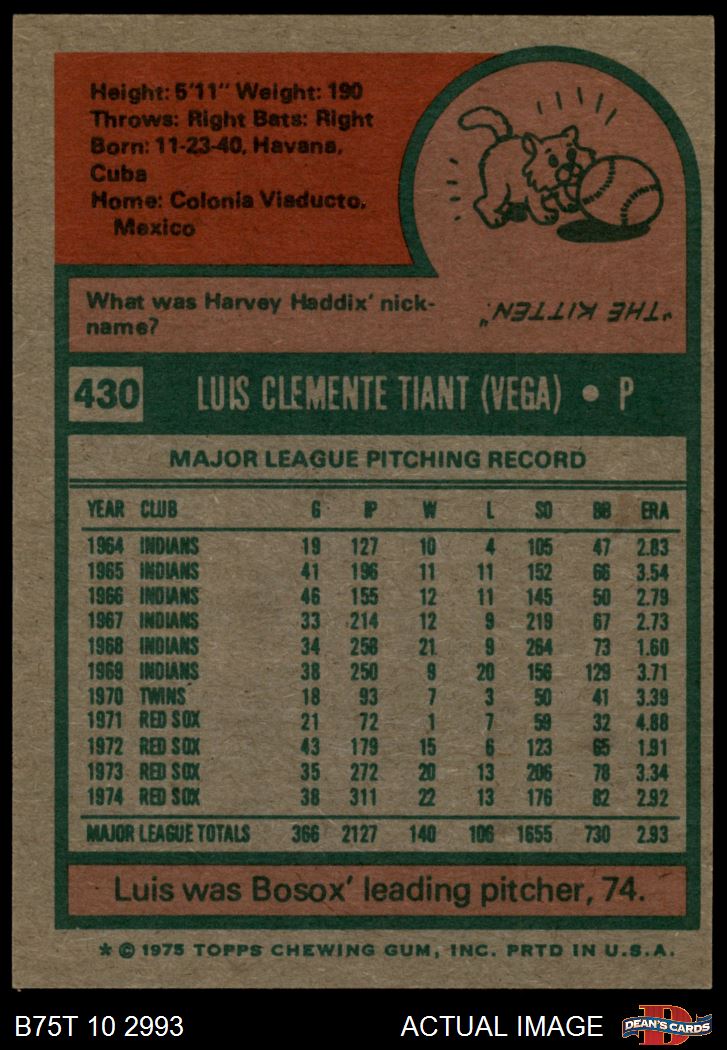 Height: 5'11" Weight: 190
Throws: Right Bats: Right
Born: 11-23-40, Havana,
Cuba
Home: Colonia Viaducto,
Mexico
What was Harvey Haddix' nick-
name?
"THE KITTEN"
430 LUIS CLEMENTE TIANT (VEGA) • P
MAJOR LEAGUE PITCHING RECORD
YEAR CLUB G IP W L SO BB ERA
1964 INDIANS 19 127 10 4 105 47 2.83
1965 INDIANS 41 196 11 11 152 66 3.54
1966 INDIANS 46 155 12 11 145 50 2.79
1967 INDIANS 33 214 12 9 219 67 2.73
1968 INDIANS 34 258 21 9 264 73 1.60
1969 INDIANS 38 250 9 20 156 129 3.71
1970 TWINS 18 93 7 3 50 41 3.39
1971 RED SOX 21 72 1 7 59 32 4.88
1972 RED SOX 43 179 15 6 123 65 1.91
1973 RED SOX 35 272 20 13 206 78 3.34
1974 RED SOX 38 311 22 13 176 82 2.92
MAJOR LEAGUE TOTALS 366 2127 140 106 1655 730 2.93
Luis was Bosox' leading pitcher, 74.
* © 1975 TOPPS CHEWING GUM, INC. PRTD IN U.S.A.
B75T 10 2993 ACTUAL IMAGE D DEAN'S CARDS